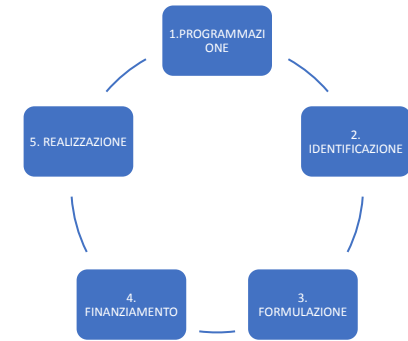 1.PROGRAMMAZI
ONE
2.
IDENTIFICAZIONE
3.
FORMULAZIONE
4.
FINANZIAMENTO
5. REALIZZAZIONE